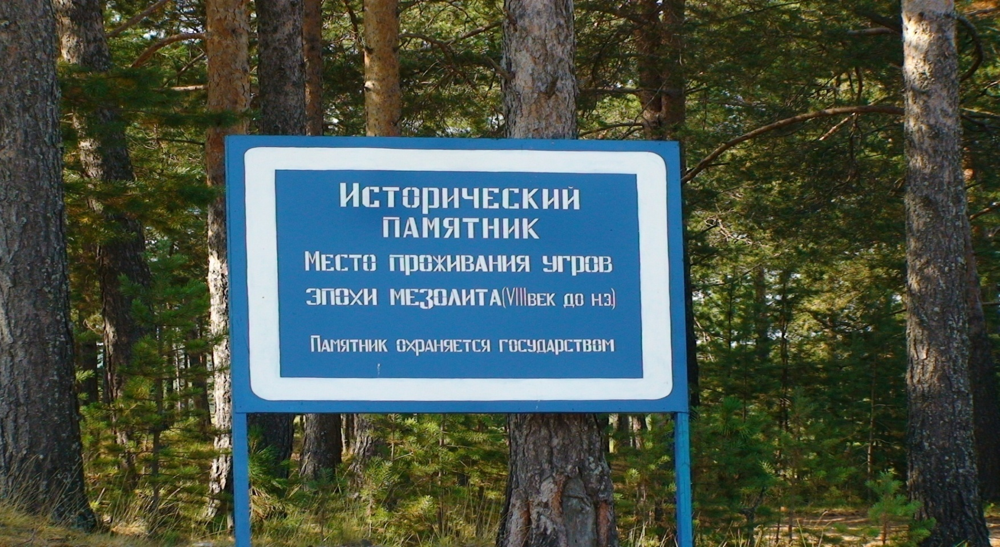 Исторический
памятник
Место проживания угров
эпохи мезолита(VIIIвек до н.э.)
Памятник охраняется государством